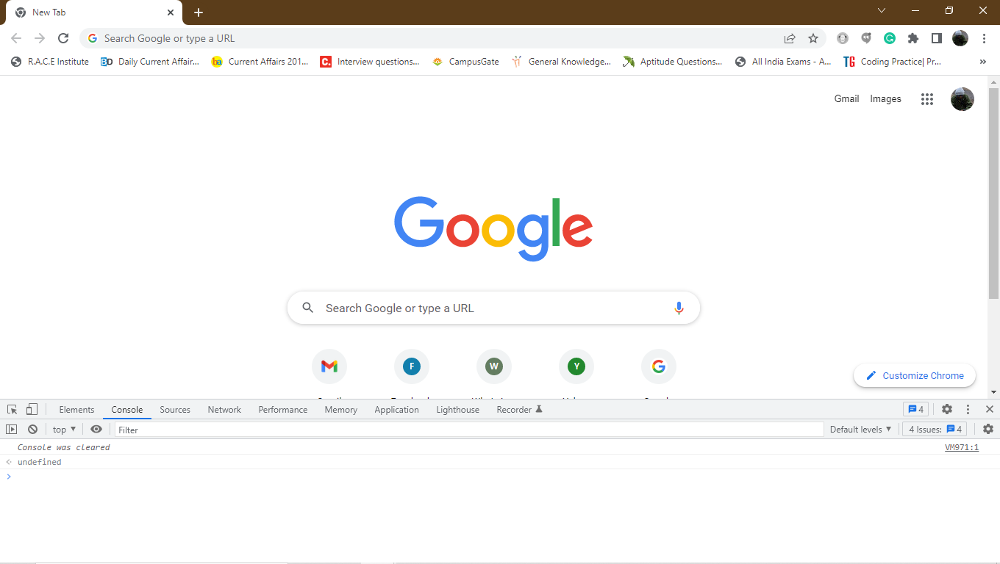 New Tab
Search Google or type a URL
R.A.C.E Institute BD Daily Current Affair... ba Current Affairs 201... C. Interview questions... CampusGate General Knowledge... Aptitude Questions... All India Exams - A... TG Coding Practice| Pr... »
Gmail Images
Google
Search Google or type a URL
F W Y G
Customize Chrome
Elements Console Sources Network Performance Memory Application Lighthouse Recorder 4
top Filter Default levels 4 Issues: 4
Console was cleared VM971:1
undefined